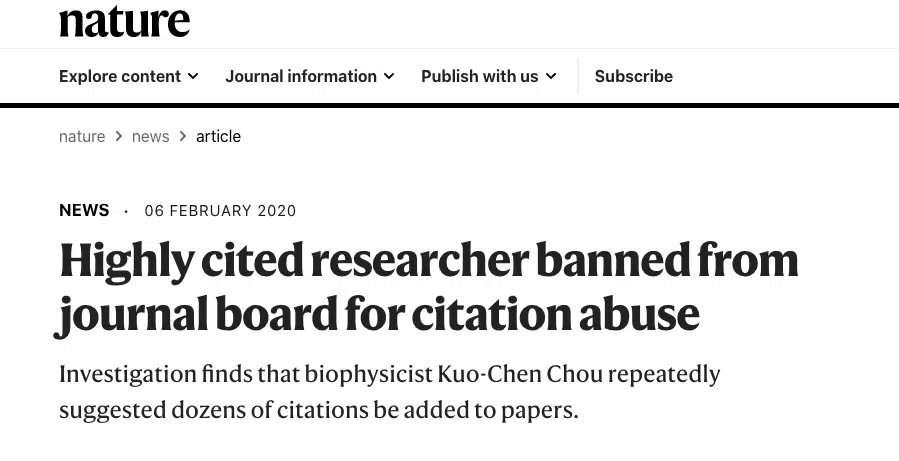 nature
Explore content Journal information Publish with us Subscribe
nature > news > article
NEWS · 06 FEBRUARY 2020
Highly cited researcher banned from
journal board for citation abuse
Investigation finds that biophysicist Kuo-Chen Chou repeatedly
suggested dozens of citations be added to papers.